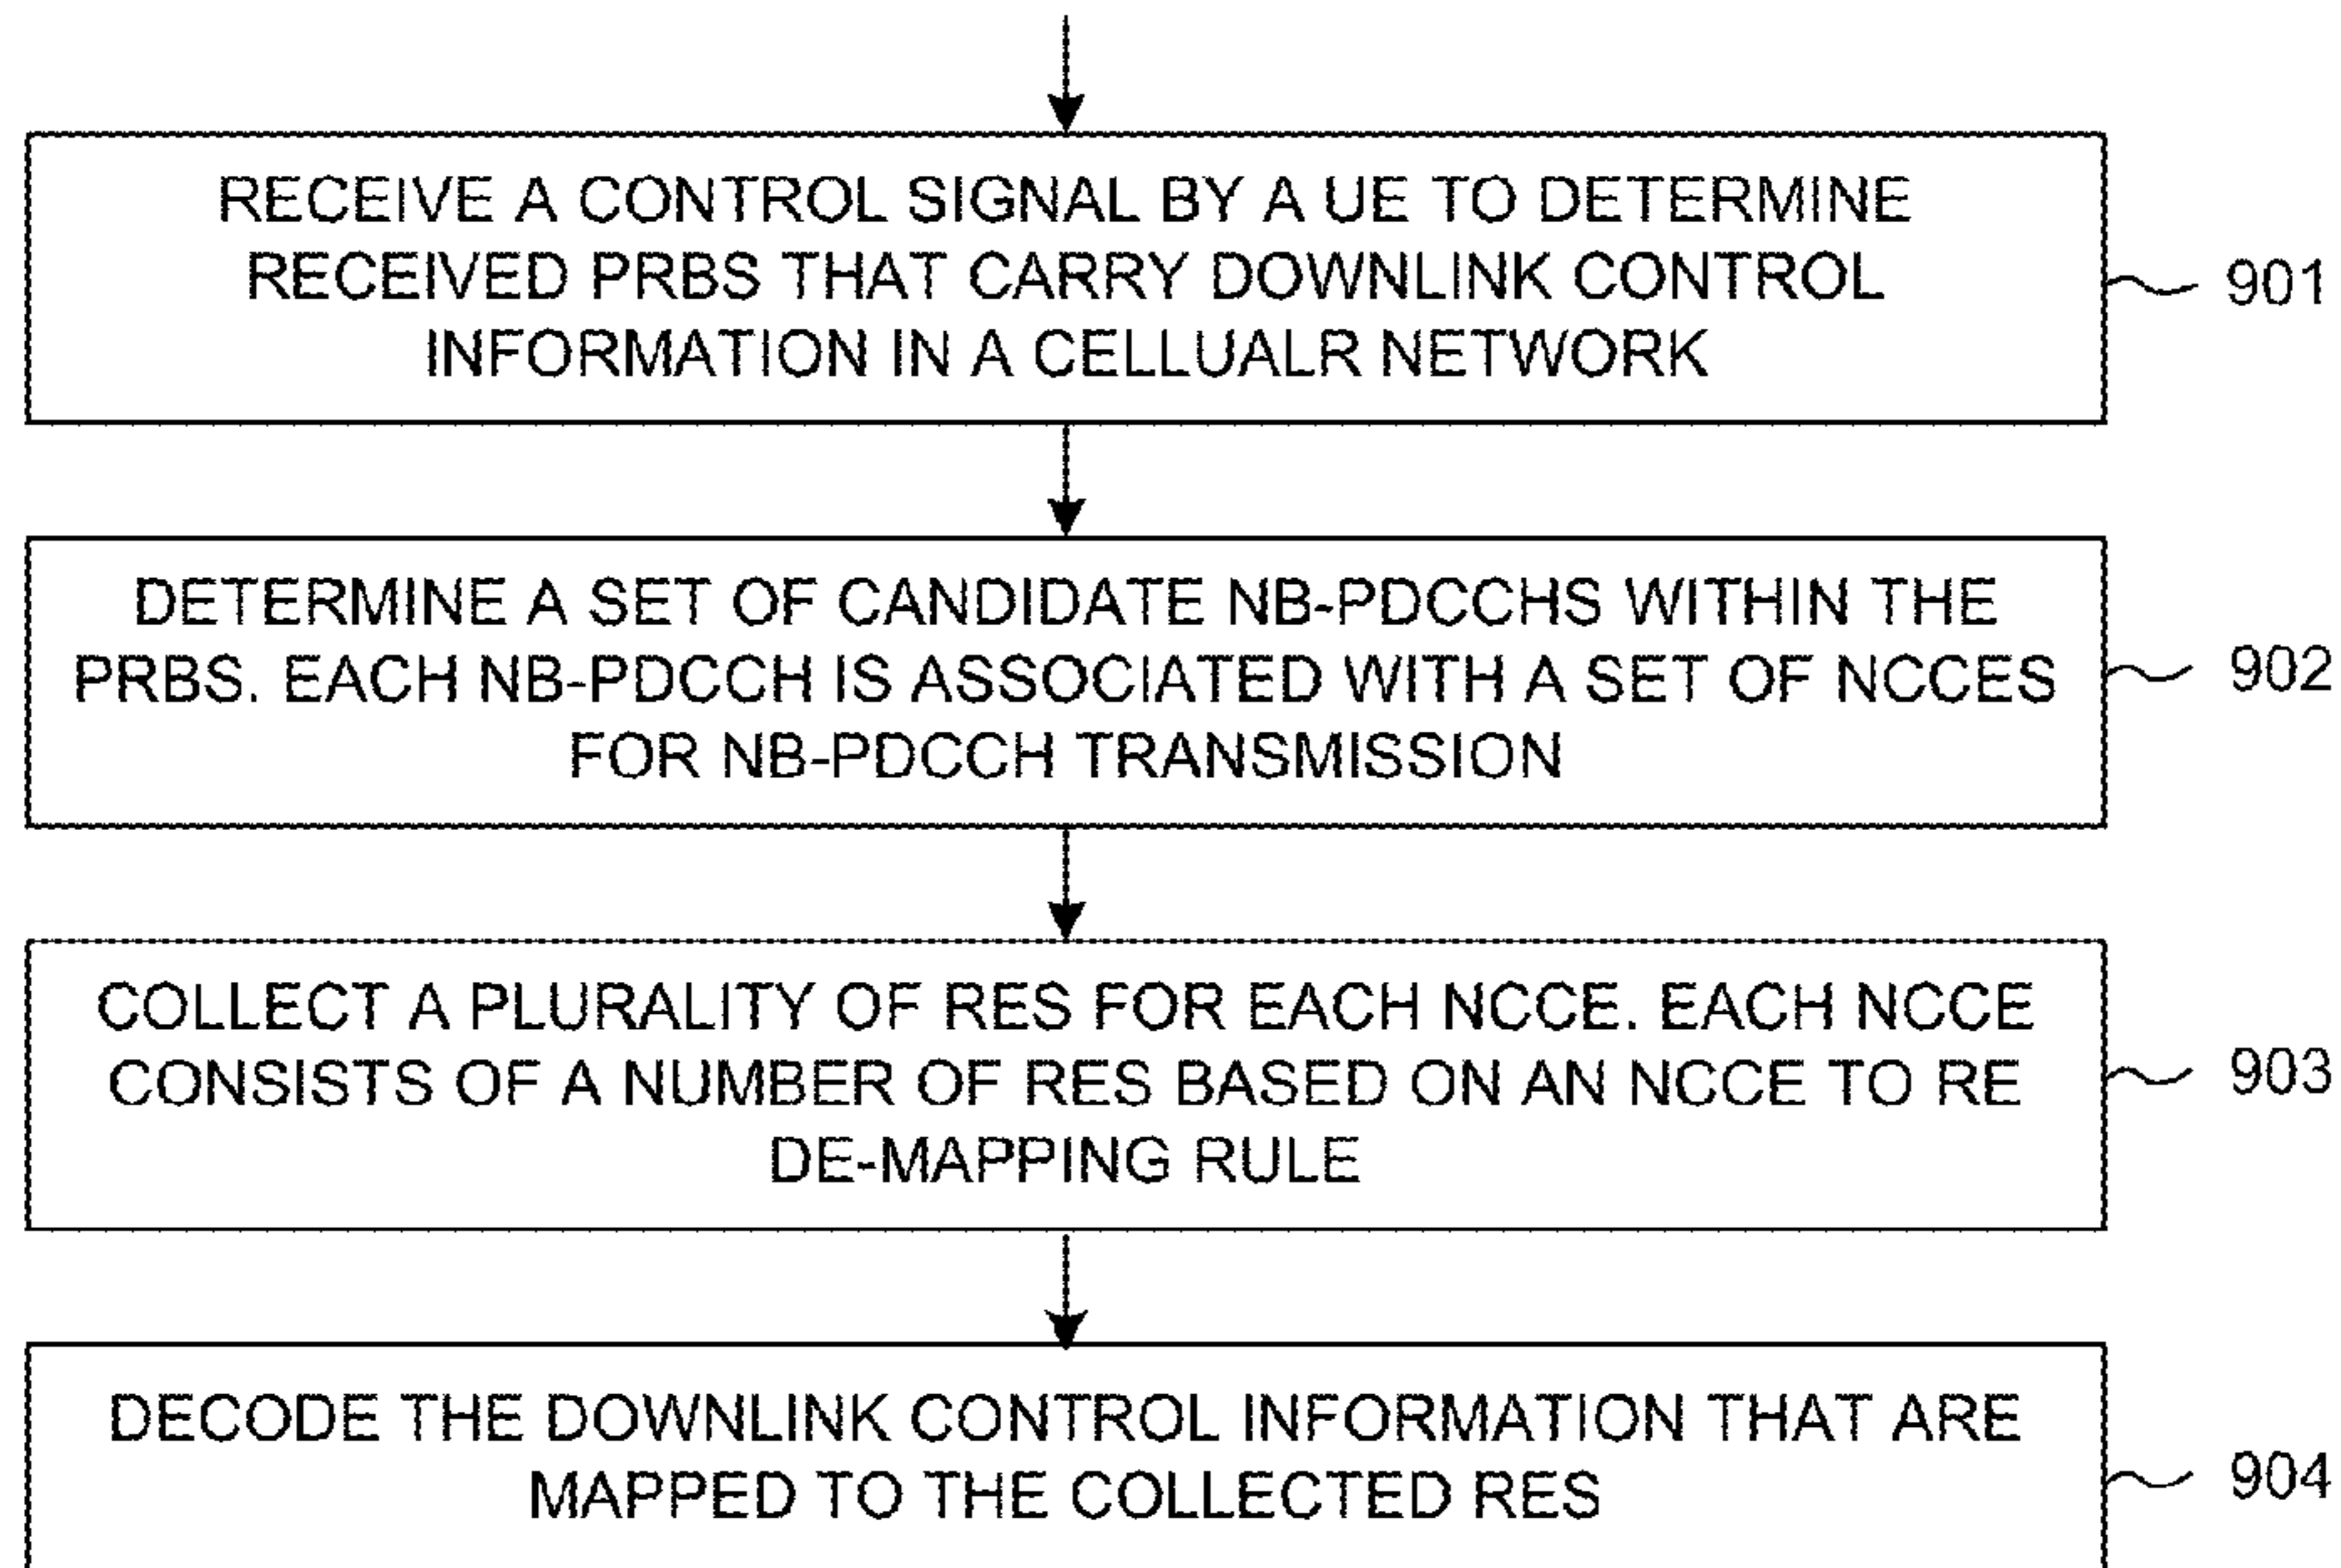 RECEIVE A CONTROL SIGNAL BY A UE TO DETERMINE
RECEIVED PRBS THAT CARRY DOWNLINK CONTROL
INFORMATION IN A CELLUALR NETWORK
901
DETERMINE A SET OF CANDIDATE NB-PDCCHS WITHIN THE
PRBS. EACH NB-PDCCH IS ASSOCIATED WITH A SET OF NCCES
FOR NB-PDCCH TRANSMISSION
902
COLLECT A PLURALITY OF RES FOR EACH NCCE. EACH NCCE
CONSISTS OF A NUMBER OF RES BASED ON AN NCCE TO RE
DE-MAPPING RULE
903
DECODE THE DOWNLINK CONTROL INFORMATION THAT ARE
MAPPED TO THE COLLECTED RES
904